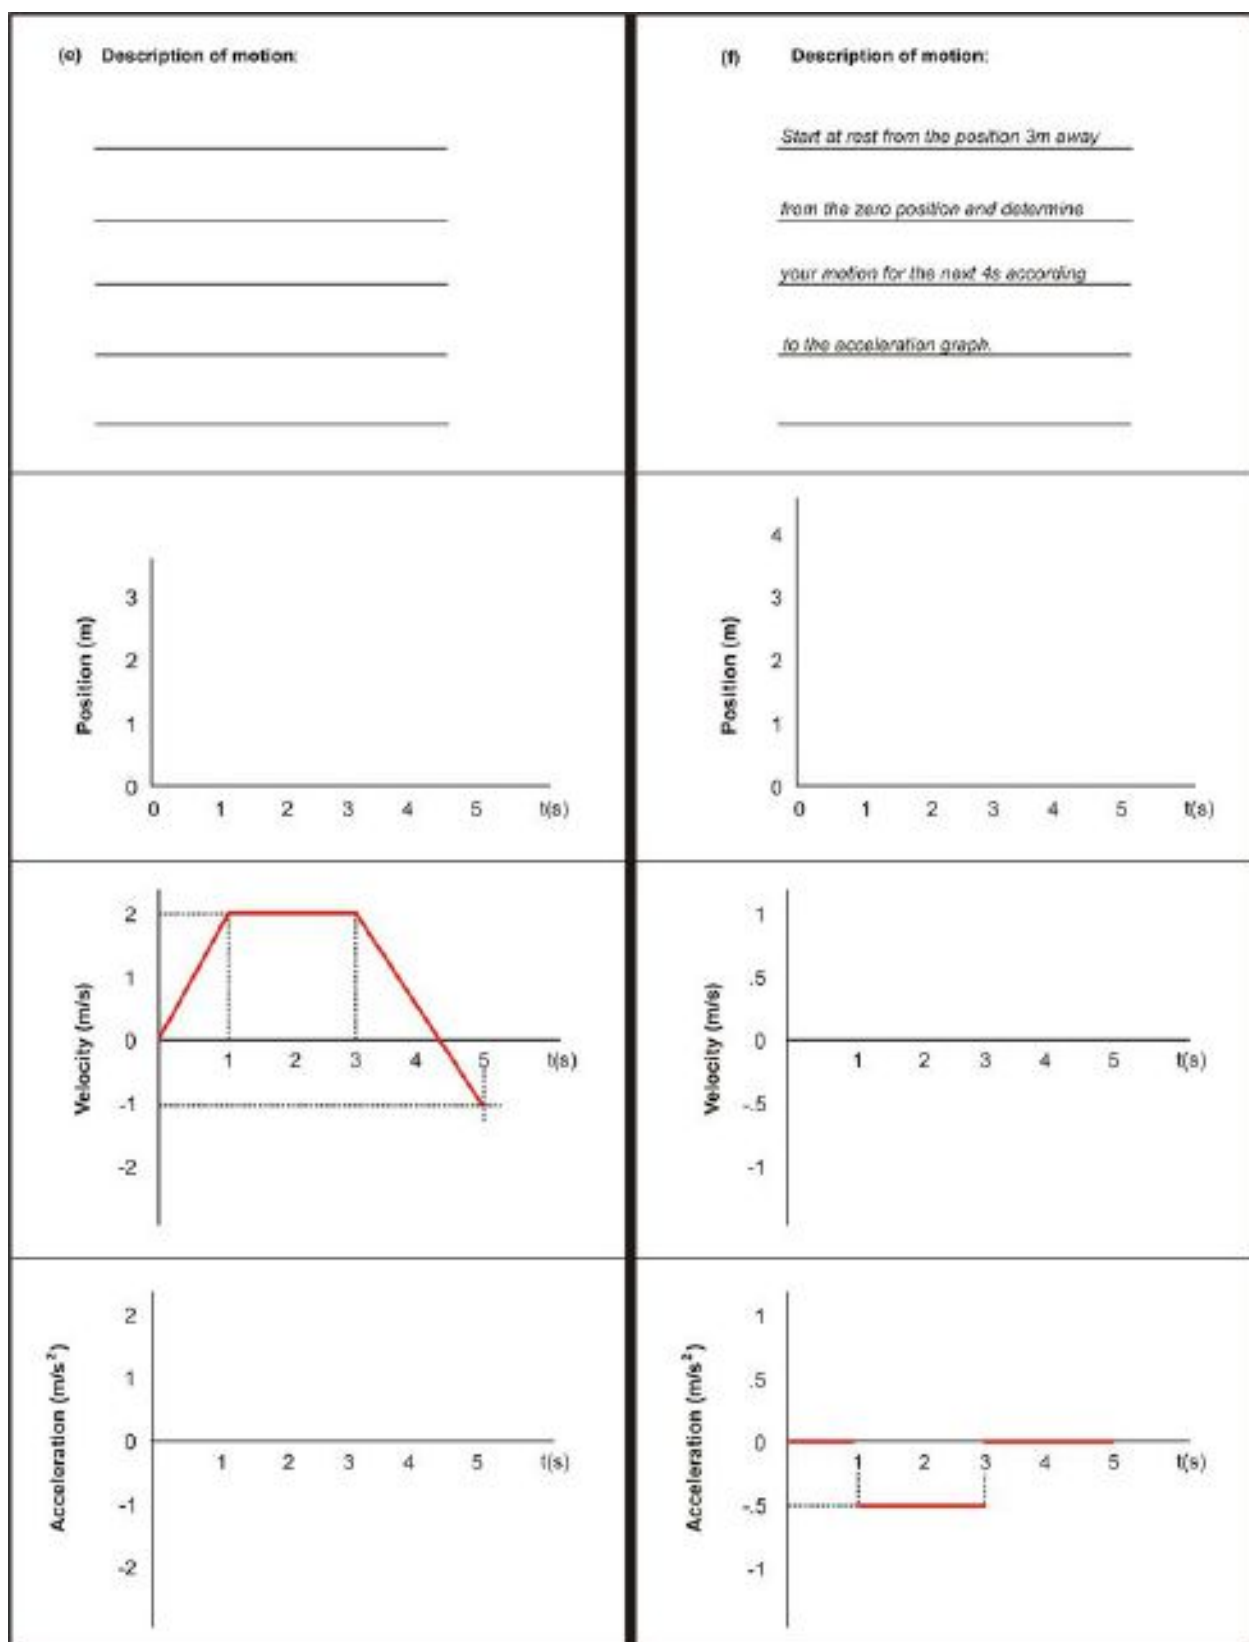 (e) Description of motion:
(f) Description of motion:
Start at rest from the position 3m away
from the zero position and determine
your motion for the next 4s according
to the acceleration graph.
Position (m)
3
2
1
0
0 1 2 3 4 5 t(s)
Position (m)
4
3
2
1
0
0 1 2 3 4 5 t(s)
Velocity (m/s)
2
1
0
1 2 3 4 5 t(s)
-1
-2
Velocity (m/s)
1
.5
0
1 2 3 4 5 t(s)
-.5
-1
Acceleration (m/s²)
2
1
0
1 2 3 4 5 t(s)
-1
-2
Acceleration (m/s²)
1
.5
0
1 2 3 4 5 t(s)
-.5
-1